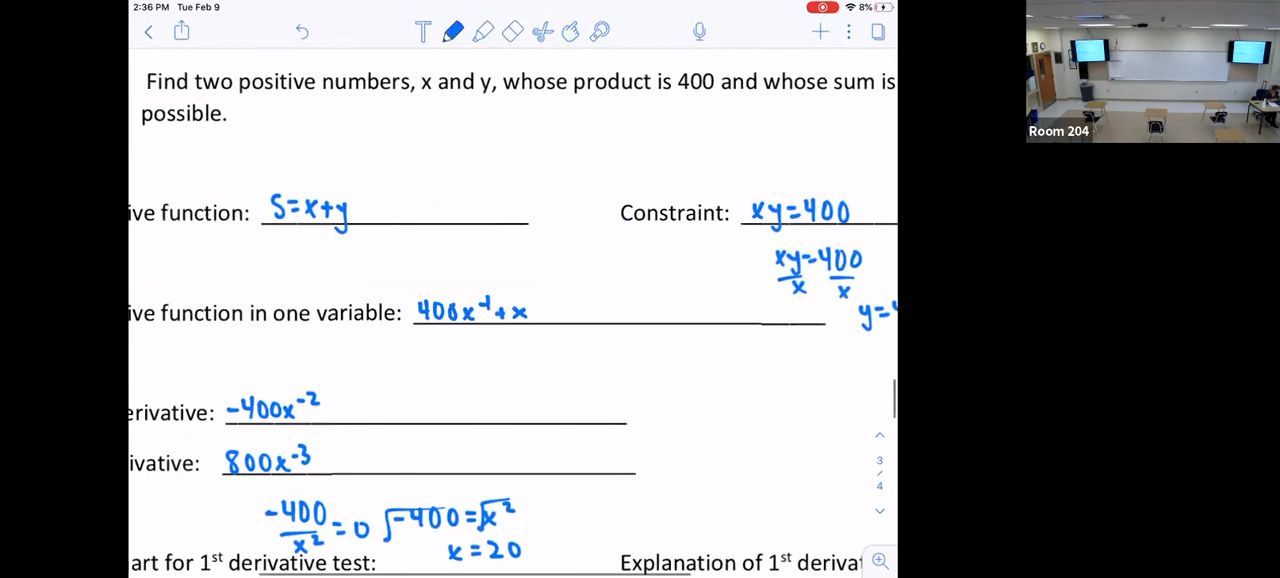 2:36 PM Tue Feb 9
8%
T
Find two positive numbers, x and y, whose product is 400 and whose sum is
possible.
Room 204
ive function: S=x+y
Constraint: xy=400
xy=400
x x
ive function in one variable: 400x⁻¹+x
y=
erivative: -400x⁻²
ivative: 800x⁻³
3
/
4
-400/x² = 0 √-400 = √x²
x = 20
art for 1st derivative test:
Explanation of 1st deriva